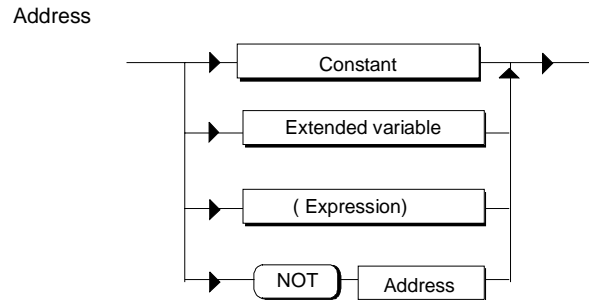 Address
Constant
Extended variable
( Expression)
NOT Address